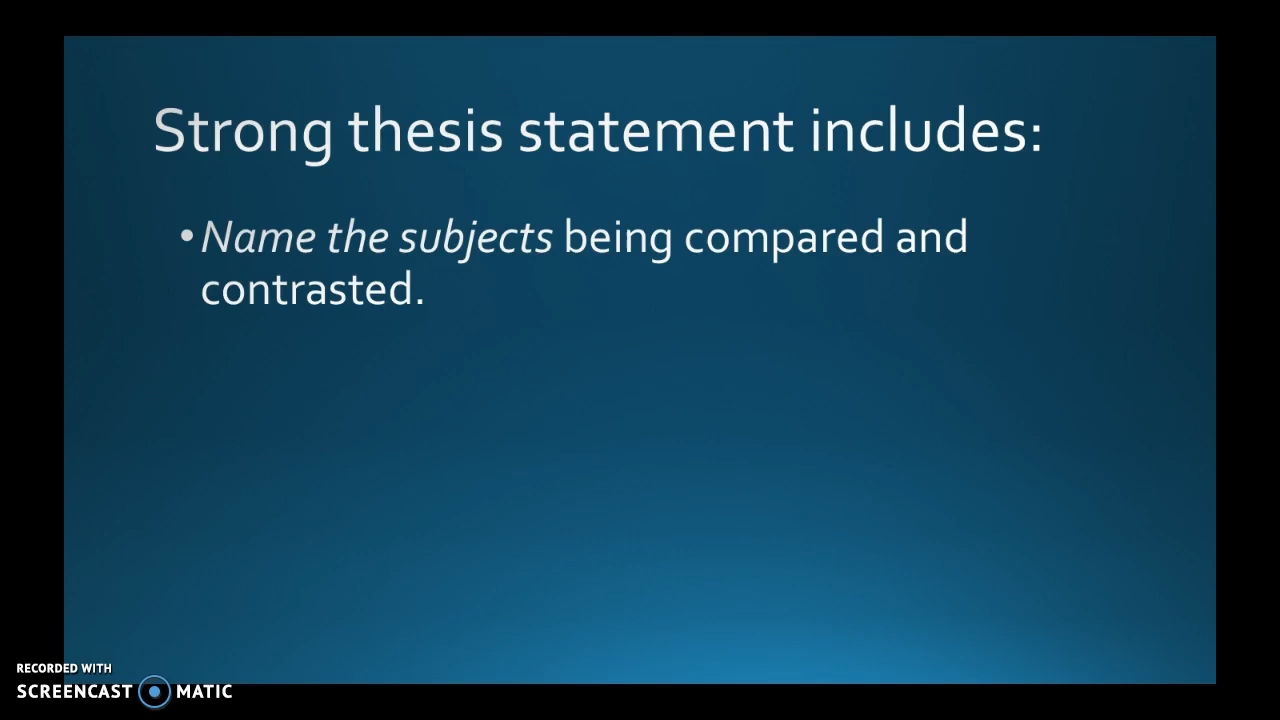 Strong thesis statement includes:
•Name the subjects being compared and
contrasted.
RECORDED WITH
SCREENCAST MATIC